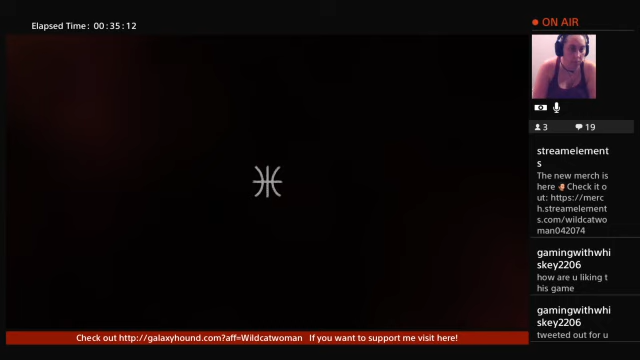 Elapsed Time: 00:35:12
ON AIR
3 19
streamelement
s
The new merch is
here Check it o
ut: https://merc
h.streamelement
s.com/wildcatwo
man042074
gamingwithwhi
skey2206
how are u liking t
his game
gamingwithwhi
skey2206
tweeted out for u
Check out http://galaxyhound.com?aff=Wildcatwoman If you want to support me visit here!